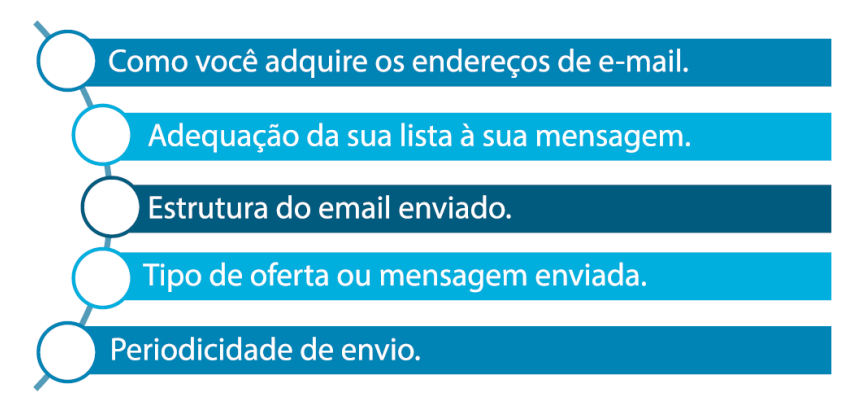 Como você adquire os endereços de e-mail.
Adequação da sua lista à sua mensagem.
Estrutura do email enviado.
Tipo de oferta ou mensagem enviada.
Periodicidade de envio.